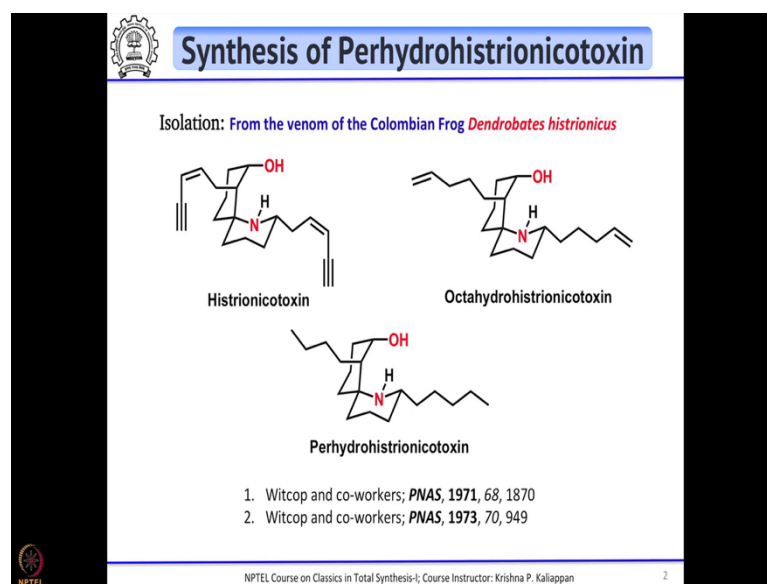 Synthesis of Perhydrohistrionicotoxin
Isolation: From the venom of the Colombian Frog Dendrobates histrionicus
OH
H
N
Histrionicotoxin
OH
H
N
Octahydrohistrionicotoxin
OH
H
N
Perhydrohistrionicotoxin
1. Witcop and co-workers; PNAS, 1971, 68, 1870
2. Witcop and co-workers; PNAS, 1973, 70, 949
NPTEL Course on Classics in Total Synthesis-I; Course Instructor: Krishna P. Kaliappan
2
NPTEL